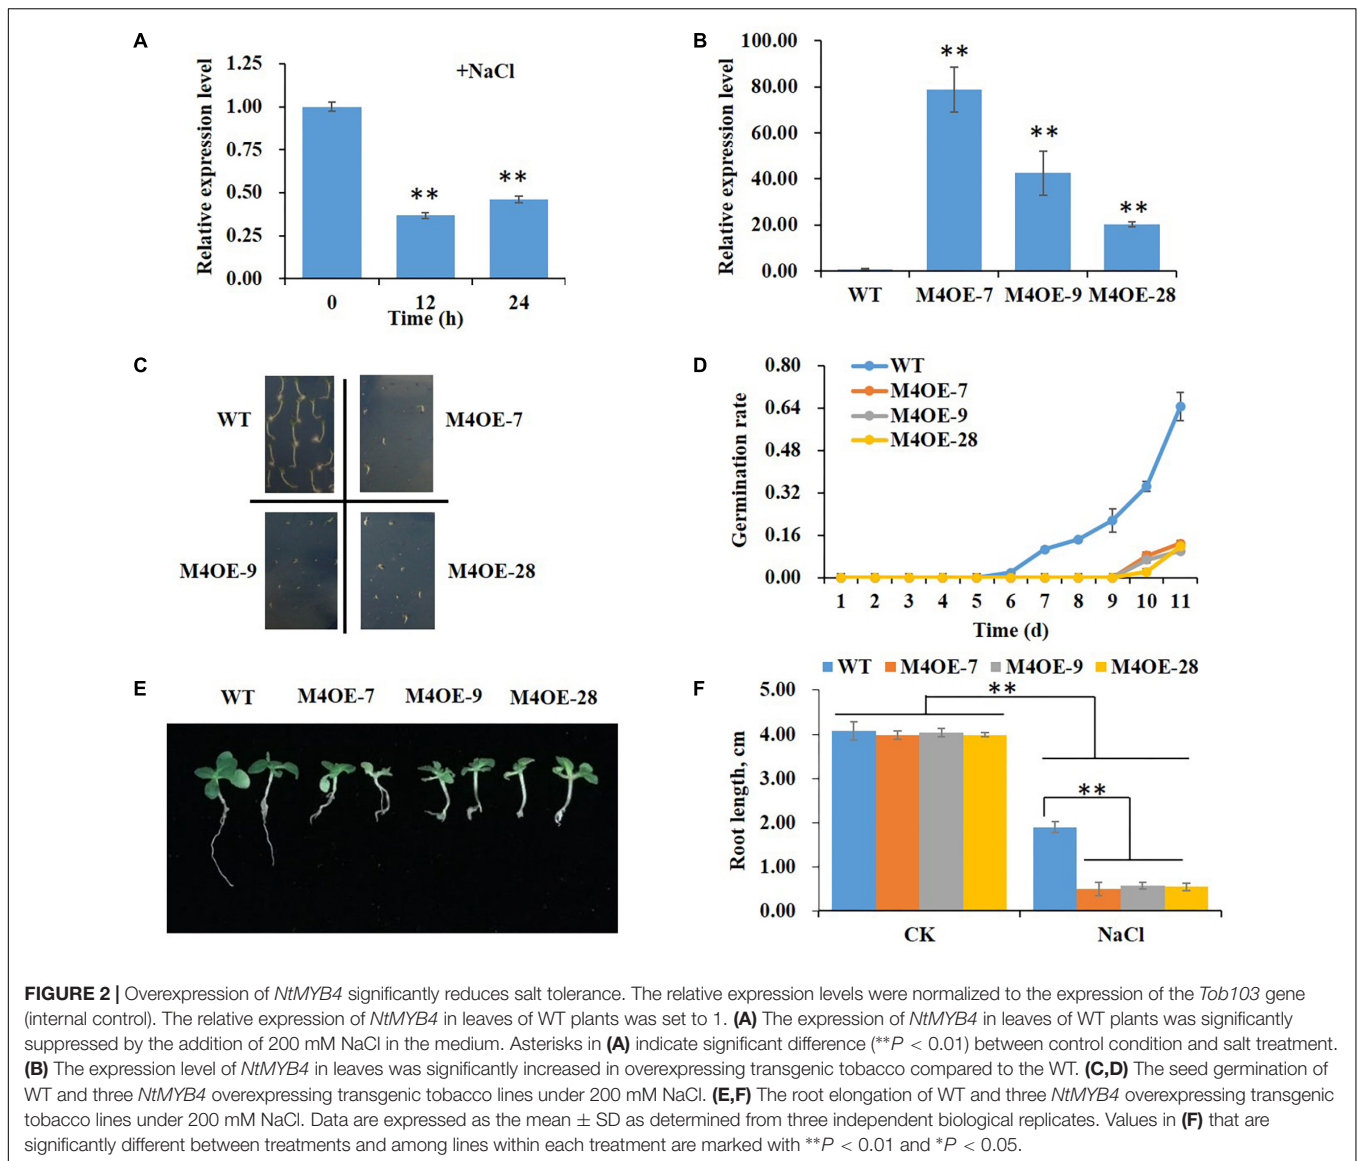 A
1.25
1.00
0.75
0.50
0.25
0.00
Relative expression level
+NaCl
**
**
0
12
24
Time (h)
B
100.00
80.00
60.00
40.00
20.00
0.00
Relative expression level
**
**
**
WT
M4OE-7
M4OE-9
M4OE-28
C
WT
M4OE-7
M4OE-9
M4OE-28
D
0.80
0.64
0.48
0.32
0.16
0.00
Germination rate
WT
M4OE-7
M4OE-9
M4OE-28
1 2 3 4 5 6 7 8 9 10 11
Time (d)
E
WT M4OE-7 M4OE-9 M4OE-28
F
WT M4OE-7 M4OE-9 M4OE-28
5.00
4.00
3.00
2.00
1.00
0.00
Root length, cm
**
**
CK
NaCl
FIGURE 2 | Overexpression of NtMYB4 significantly reduces salt tolerance. The relative expression levels were normalized to the expression of the Tob103 gene
(internal control). The relative expression of NtMYB4 in leaves of WT plants was set to 1. (A) The expression of NtMYB4 in leaves of WT plants was significantly
suppressed by the addition of 200 mM NaCl in the medium. Asterisks in (A) indicate significant difference (**P < 0.01) between control condition and salt treatment.
(B) The expression level of NtMYB4 in leaves was significantly increased in overexpressing transgenic tobacco compared to the WT. (C,D) The seed germination of
WT and three NtMYB4 overexpressing transgenic tobacco lines under 200 mM NaCl. (E,F) The root elongation of WT and three NtMYB4 overexpressing transgenic
tobacco lines under 200 mM NaCl. Data are expressed as the mean ± SD as determined from three independent biological replicates. Values in (F) that are
significantly different between treatments and among lines within each treatment are marked with **P < 0.01 and *P < 0.05.